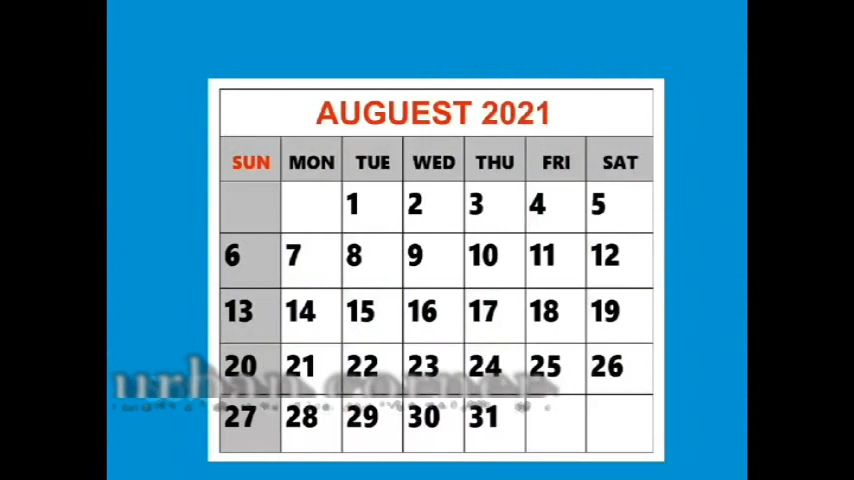 AUGUEST 2021
SUN MON TUE WED THU FRI SAT
1 2 3 4 5
6 7 8 9 10 11 12
13 14 15 16 17 18 19
20 21 22 23 24 25 26
urban corner
27 28 29 30 31